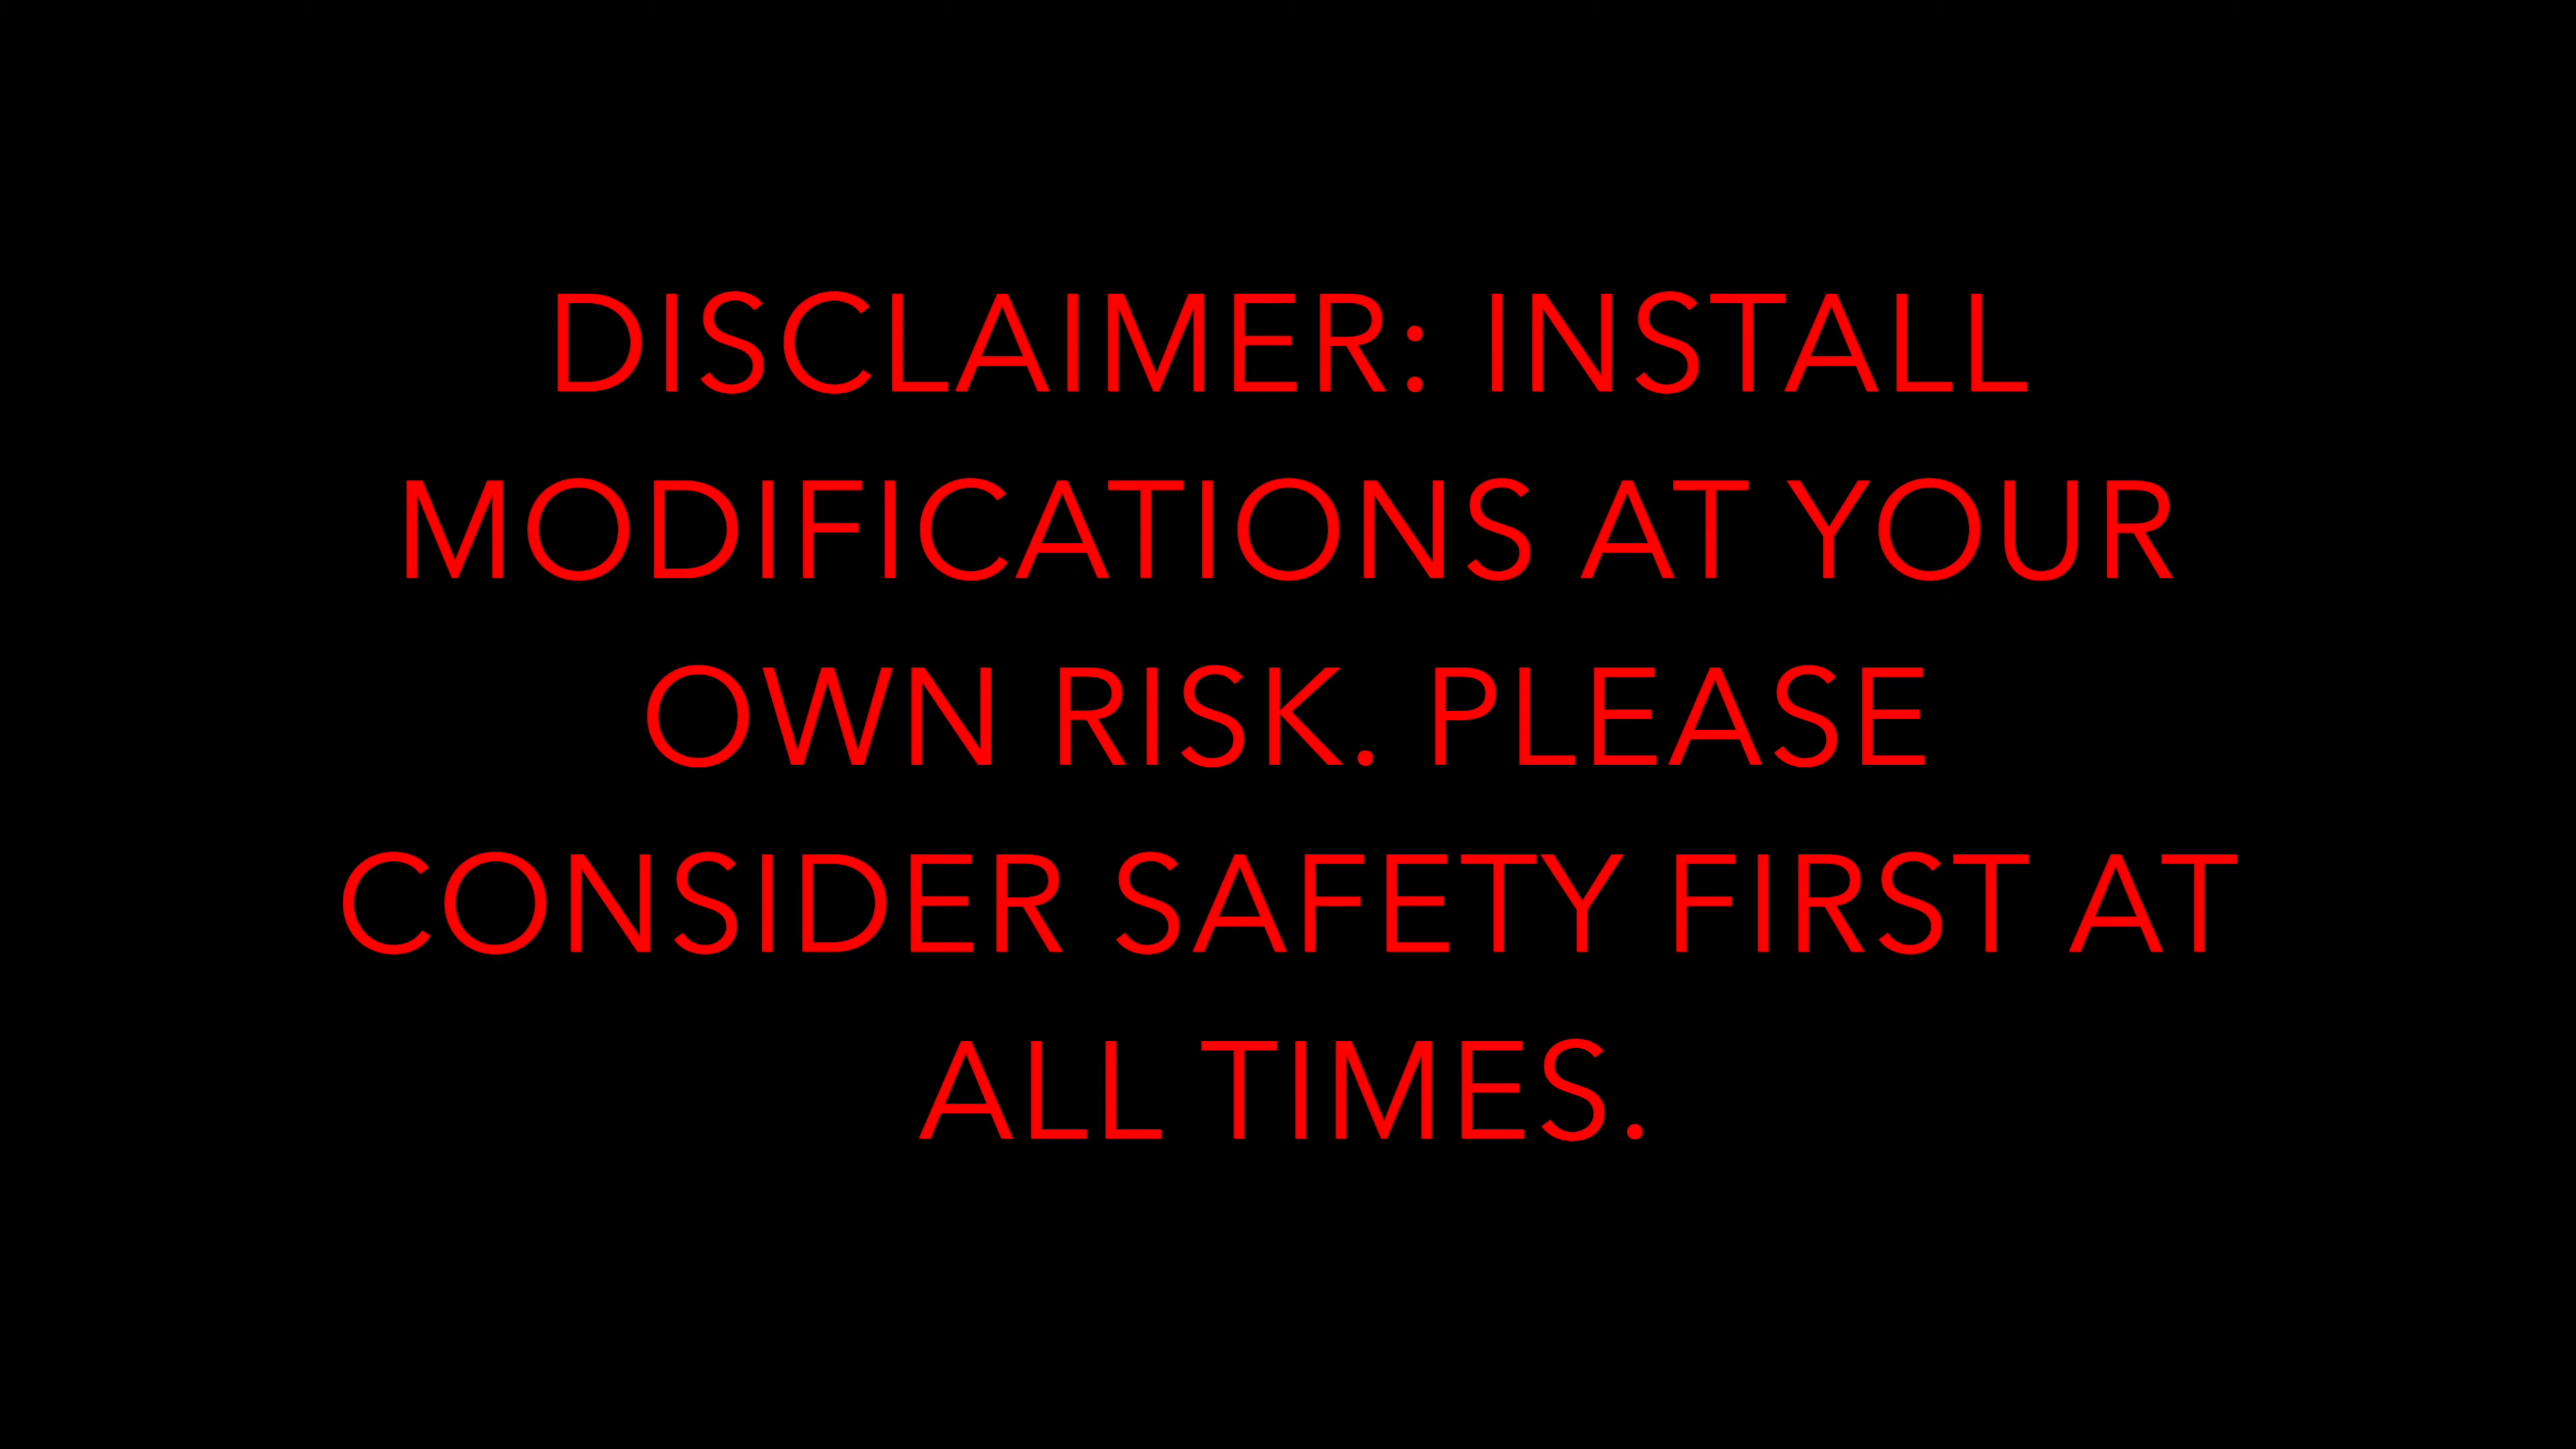 DISCLAIMER: INSTALL
MODIFICATIONS AT YOUR
OWN RISK. PLEASE
CONSIDER SAFETY FIRST AT
ALL TIMES.